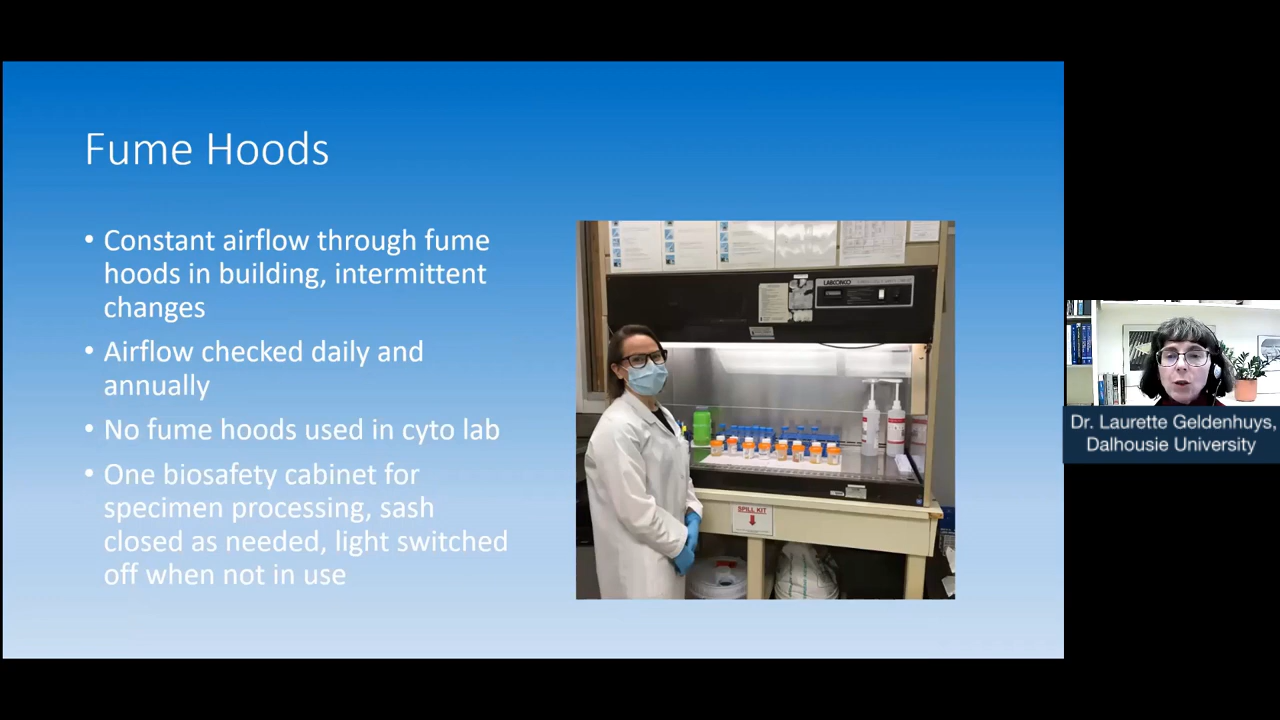 Fume Hoods
• Constant airflow through fume
hoods in building, intermittent
changes
• Airflow checked daily and
annually
• No fume hoods used in cyto lab
• One biosafety cabinet for
specimen processing, sash
closed as needed, light switched
off when not in use
LABCONCO
SPILL KIT
Dr. Laurette Geldenhuys,
Dalhousie University